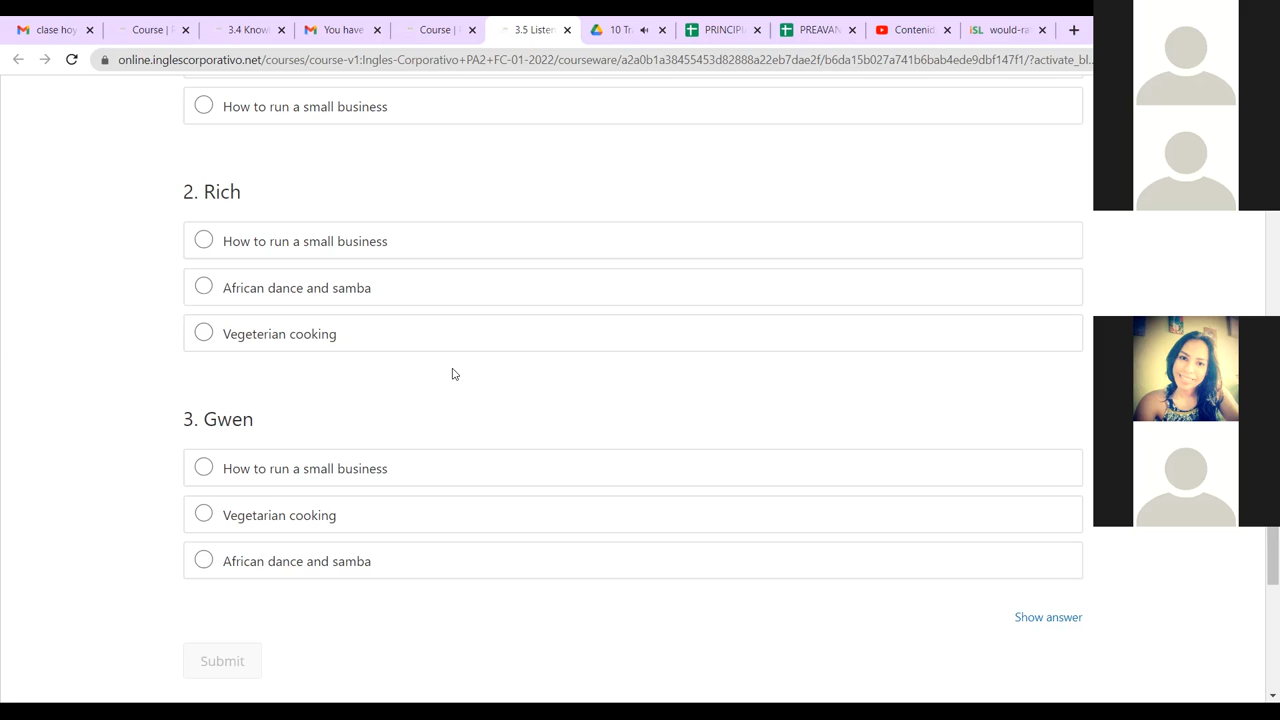 clase hoy
Course |
3.4 Know
You have
Course |
3.5 Listen
10 Tr
PRINCIPI
PREAVAN
Contenid
would-ra
online.inglescorporativo.net/courses/course-v1:Ingles-Corporativo+PA2+FC-01-2022/courseware/a2a0b1a38455453d82888a22eb7dae2f/b6da15b027a741b6bab4ede9dbf147f1/?activate_bl...
How to run a small business
2. Rich
How to run a small business
African dance and samba
Vegeterian cooking
3. Gwen
How to run a small business
Vegetarian cooking
African dance and samba
Show answer
Submit